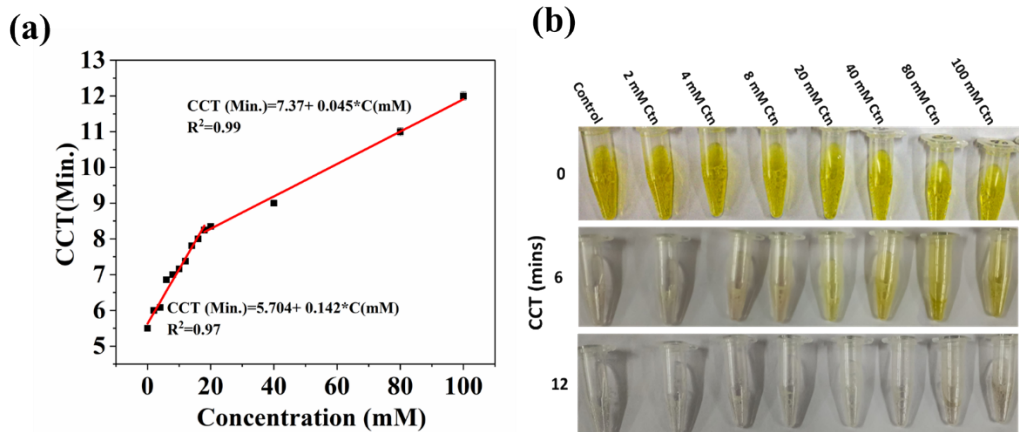 (a)
13
12
11
10
9
8
7
6
5
CCT(Min.)
CCT (Min.)=7.37+ 0.045*C(mM)
R²=0.99
CCT (Min.)=5.704+ 0.142*C(mM)
R²=0.97
0 20 40 60 80 100
Concentration (mM)
(b)
Control
2 mM Ctn
4 mM Ctn
8 mM Ctn
20 mM Ctn
40 mM Ctn
80 mM Ctn
100 mM Ctn
CCT (mins)
0
6
12